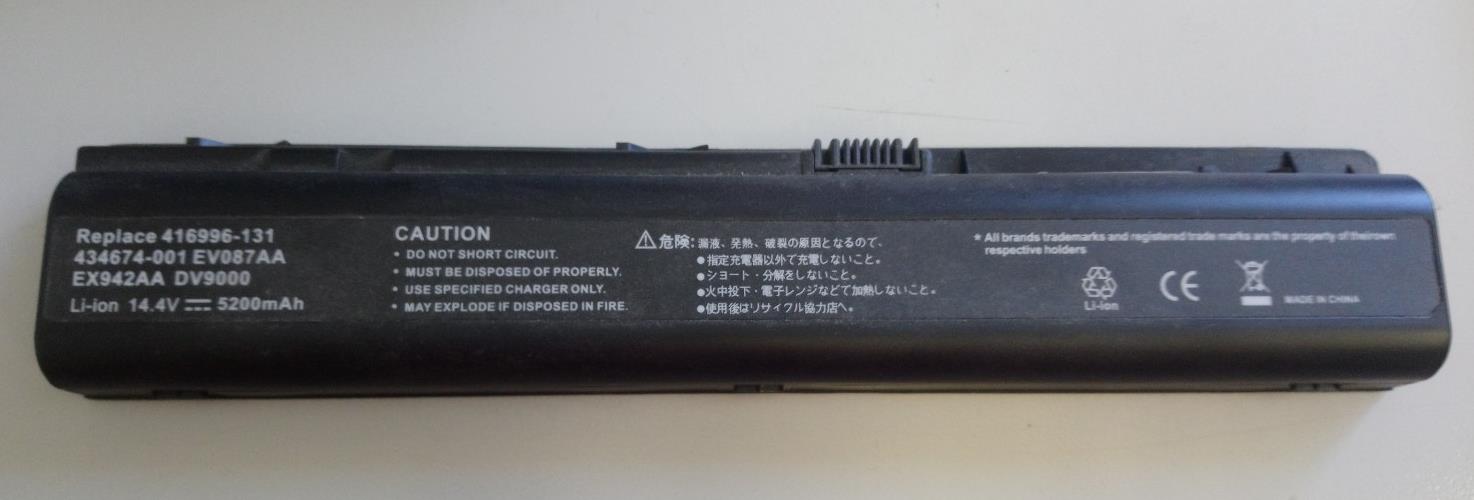 Replace 416996-131
434674-001 EV087AA
EX942AA DV9000
Li-ion 14.4V 5200mAh
CAUTION
• DO NOT SHORT CIRCUIT.
• MUST BE DISPOSED OF PROPERLY.
• USE SPECIFIED CHARGER ONLY.
• MAY EXPLODE IF DISPOSED IN FIRE.
危険: 漏液、発熱、破裂の原因となるので、
●指定充電器以外で充電しないこと。
●ショート・分解をしないこと。
●火中投下・電子レンジなどて加熱しないこと。
●使用後はリサイクル協力店へ。
* All brands trademarks and registered trade marks are the property of theirown
respective holders
Li-ion
CE
MADE IN CHINA